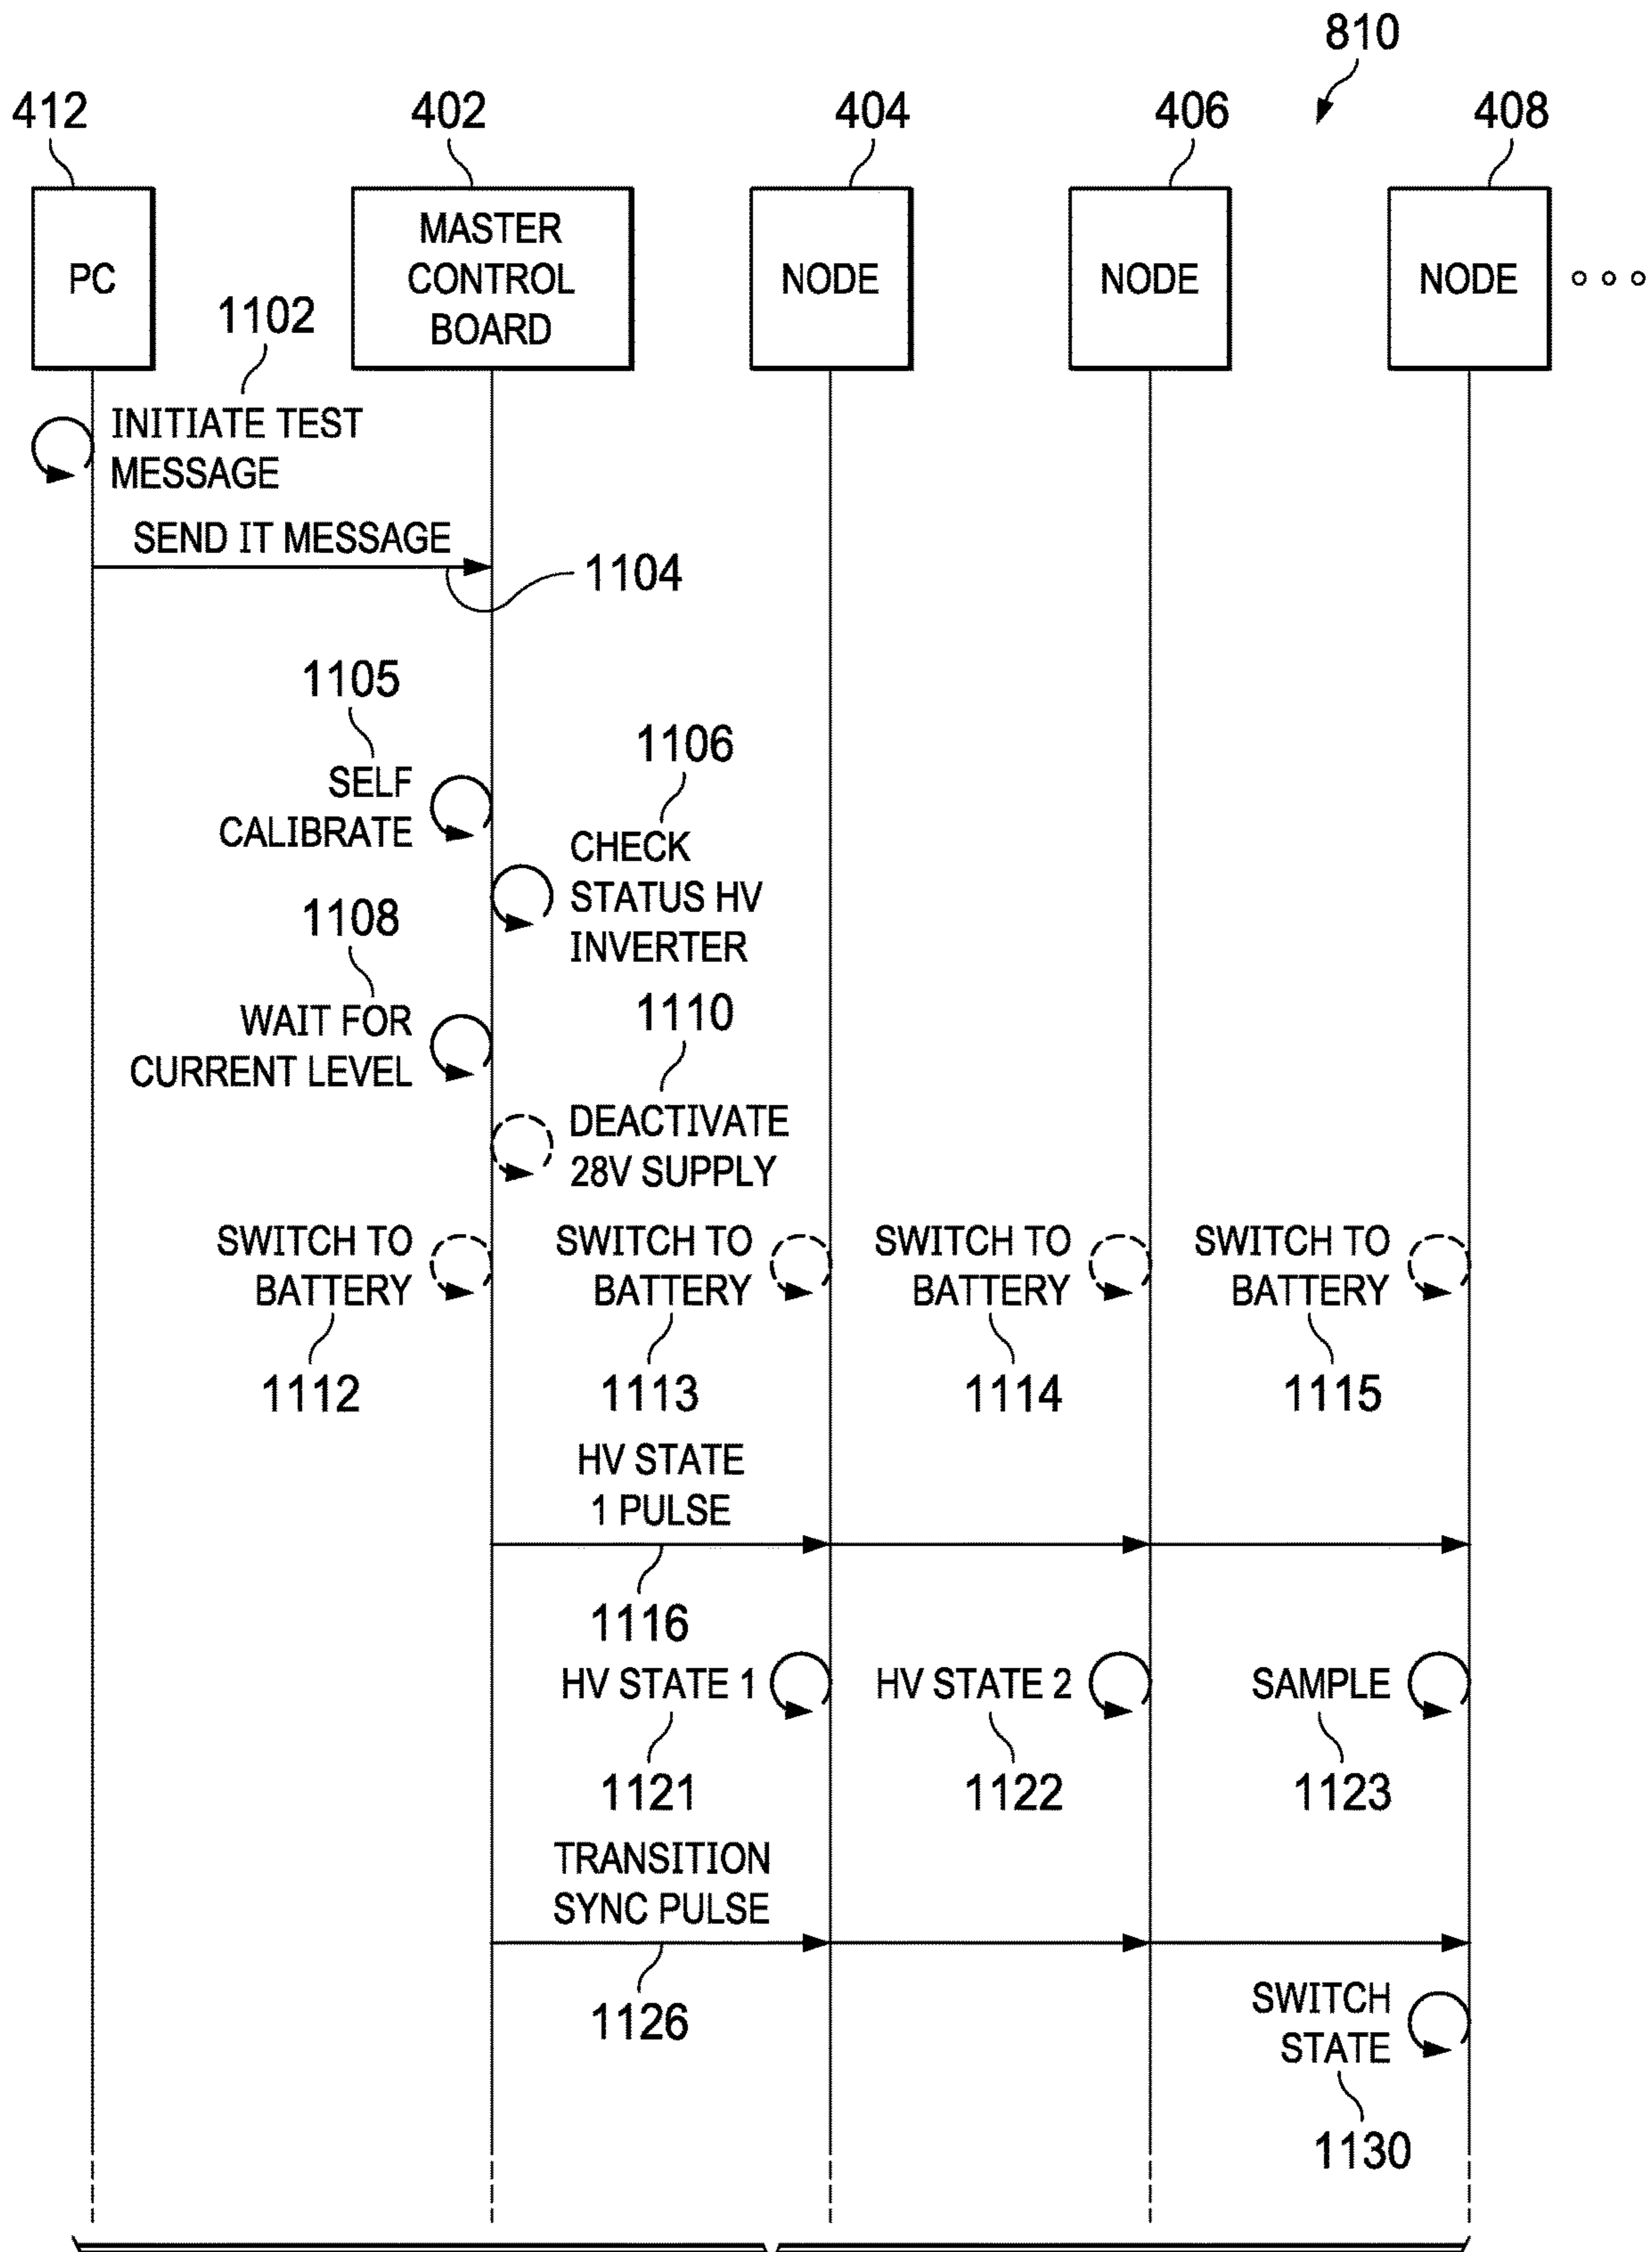 810
412
402
404
406
408
PC
MASTER
CONTROL
BOARD
NODE
NODE
NODE
1102
INITIATE TEST
MESSAGE
SEND IT MESSAGE
1104
1105
SELF
CALIBRATE
1106
CHECK
STATUS HV
INVERTER
1108
WAIT FOR
CURRENT LEVEL
1110
DEACTIVATE
28V SUPPLY
SWITCH TO
BATTERY
1112
SWITCH TO
BATTERY
1113
SWITCH TO
BATTERY
1114
SWITCH TO
BATTERY
1115
HV STATE
1 PULSE
1116
HV STATE 1
1121
HV STATE 2
1122
SAMPLE
1123
TRANSITION
SYNC PULSE
1126
SWITCH
STATE
1130